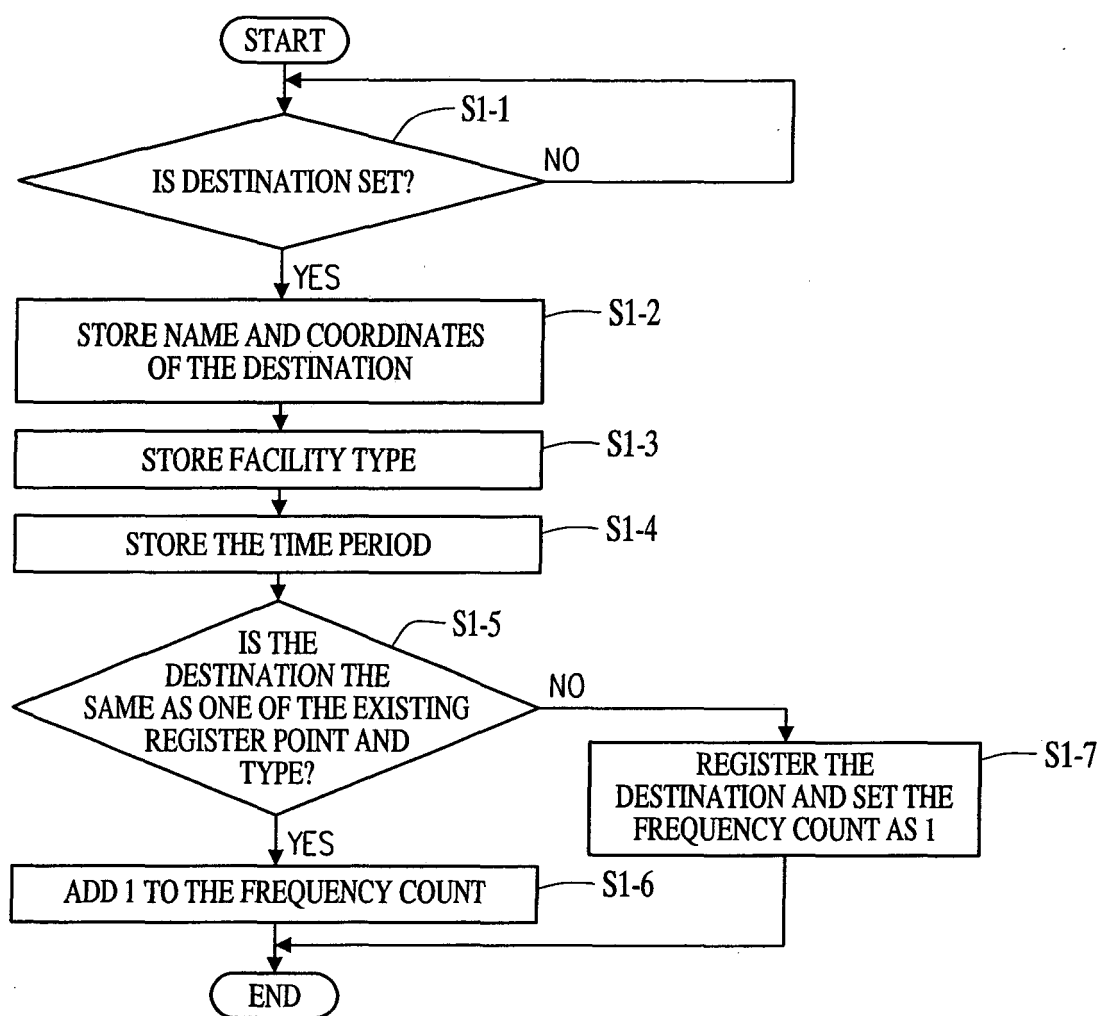 START
S1-1
IS DESTINATION SET?
NO
YES
S1-2
STORE NAME AND COORDINATES
OF THE DESTINATION
S1-3
STORE FACILITY TYPE
S1-4
STORE THE TIME PERIOD
S1-5
IS THE
DESTINATION THE
SAME AS ONE OF THE EXISTING
REGISTER POINT AND
TYPE?
NO
S1-7
REGISTER THE
DESTINATION AND SET THE
FREQUENCY COUNT AS 1
YES
S1-6
ADD 1 TO THE FREQUENCY COUNT
END